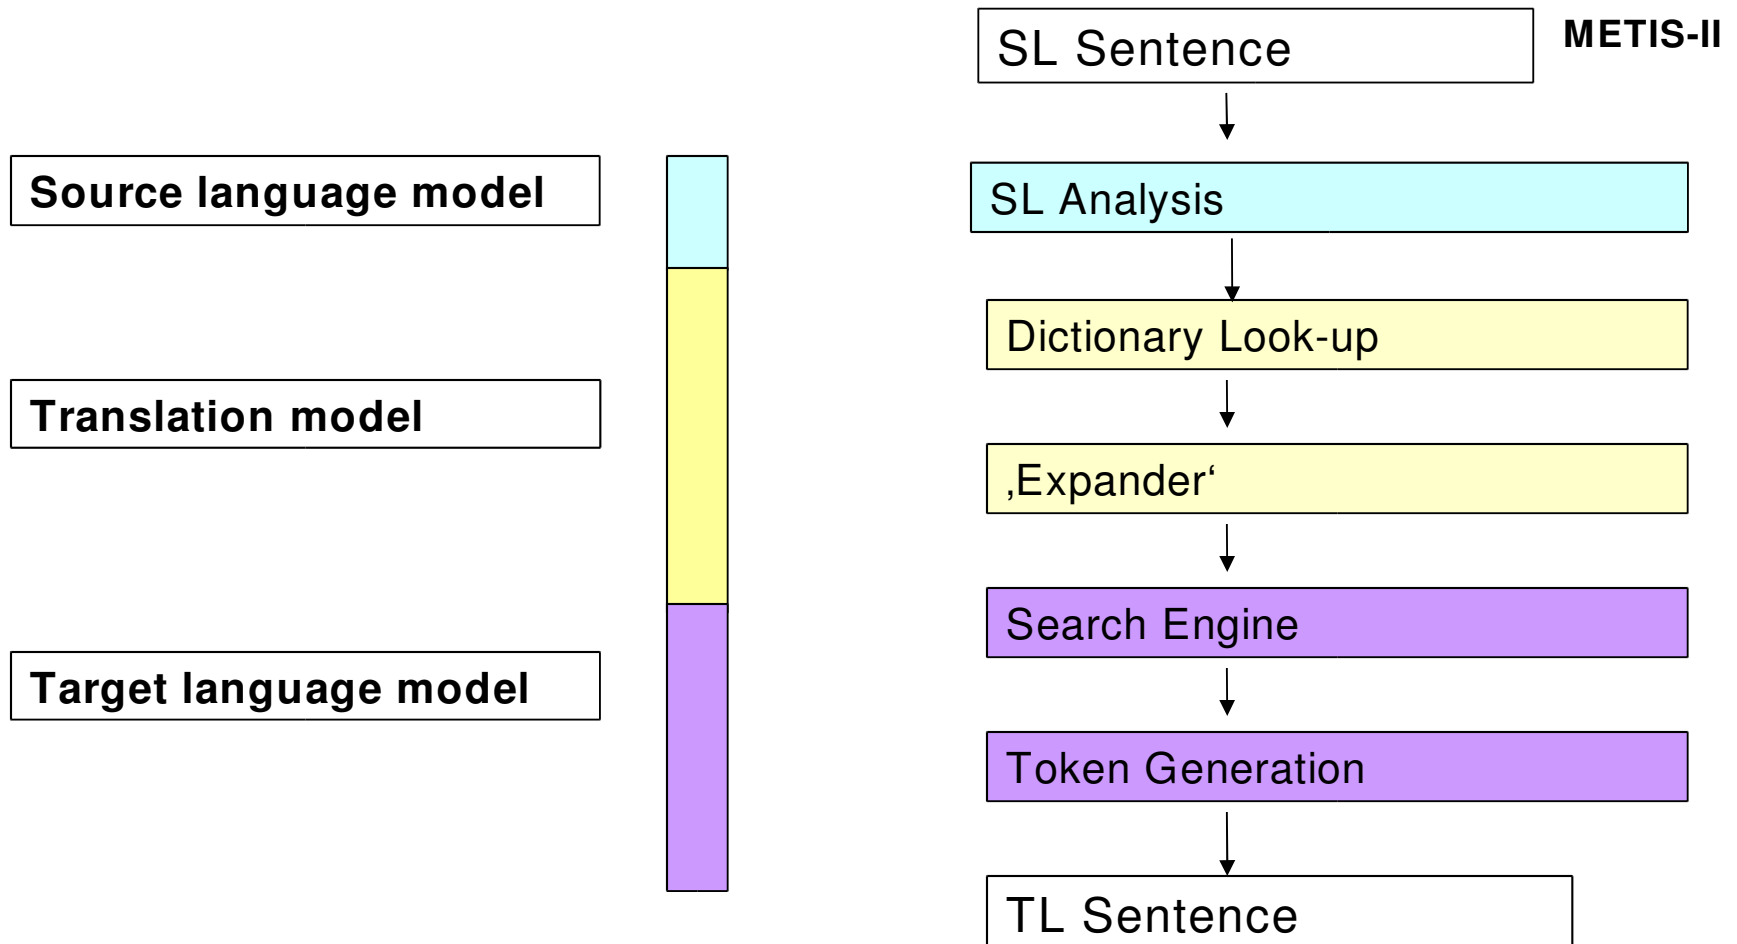 SL Sentence
METIS-II
Source language model
SL Analysis
Dictionary Look-up
Translation model
‚Expander‘
Search Engine
Target language model
Token Generation
TL Sentence